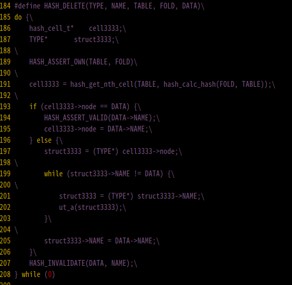 184 #define HASH_DELETE(TYPE, NAME, TABLE, FOLD, DATA)\
185 do {\
186 hash_cell_t* cell3333;\
187 TYPE* struct3333;\
188 \
189 HASH_ASSERT_OWN(TABLE, FOLD)\
190 \
191 cell3333 = hash_get_nth_cell(TABLE, hash_calc_hash(FOLD, TABLE));\
192 \
193 if (cell3333->node == DATA) {\
194 HASH_ASSERT_VALID(DATA->NAME);\
195 cell3333->node = DATA->NAME;\
196 } else {\
197 struct3333 = (TYPE*) cell3333->node;\
198 \
199 while (struct3333->NAME != DATA) {\
200 \
201 struct3333 = (TYPE*) struct3333->NAME;\
202 ut_a(struct3333);\
203 }\
204 \
205 struct3333->NAME = DATA->NAME;\
206 }\
207 HASH_INVALIDATE(DATA, NAME);\
208 } while (0)